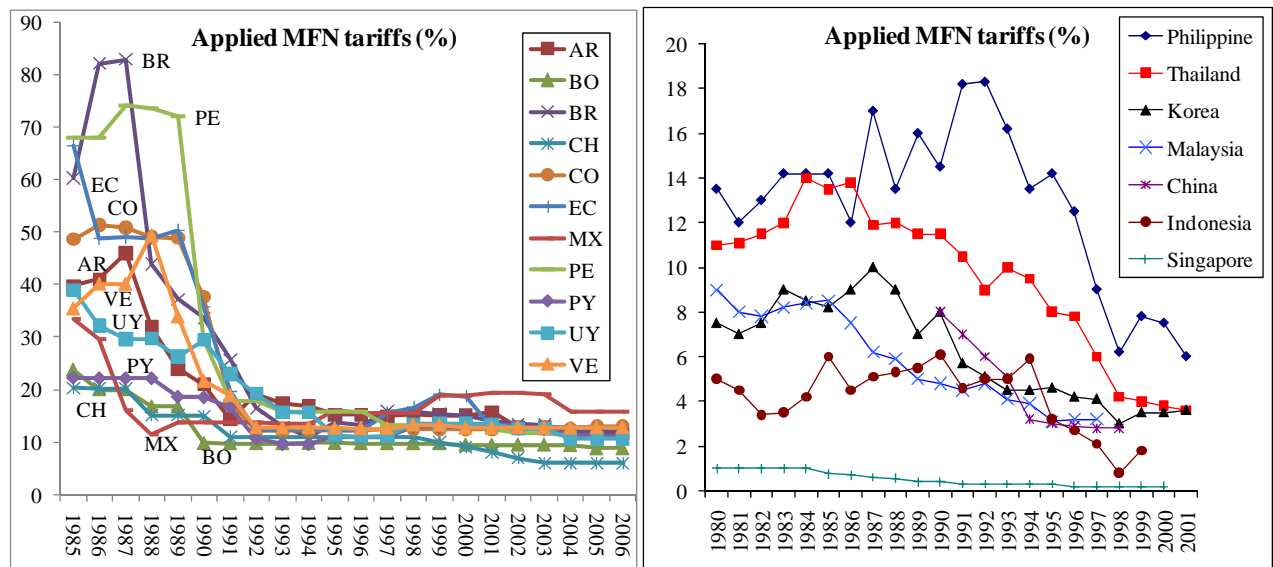 Applied MFN tariffs (%)
90
80
70
60
50
40
30
20
10
0
BR
PE
EC
CO
AR
VE
UY
PY
CH
MX
BO
AR
BO
BR
CH
CO
EC
MX
PE
PY
UY
VE
1985 1986 1987 1988 1989 1990 1991 1992 1993 1994 1995 1996 1997 1998 1999 2000 2001 2002 2003 2004 2005 2006
Applied MFN tariffs (%)
20
18
16
14
12
10
8
6
4
2
0
Philippine
Thailand
Korea
Malaysia
China
Indonesia
Singapore
1980 1981 1982 1983 1984 1985 1986 1987 1988 1989 1990 1991 1992 1993 1994 1995 1996 1997 1998 1999 2000 2001